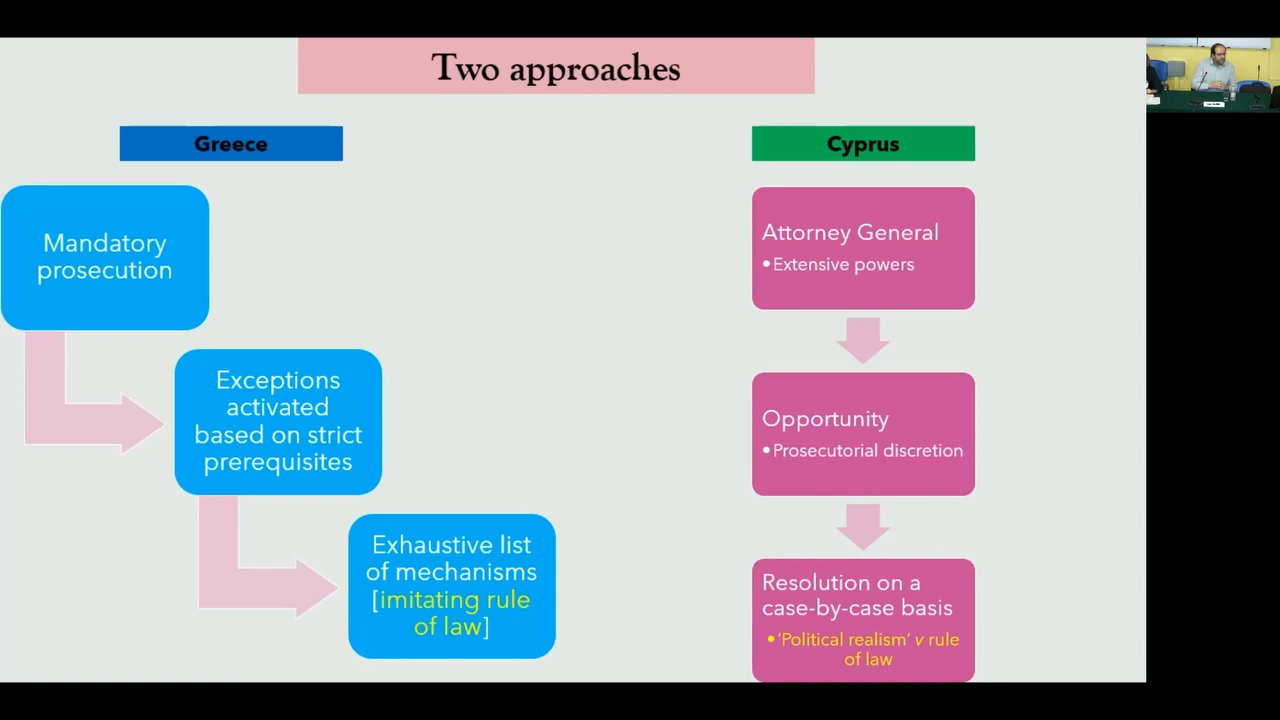 Two approaches
Greece
Mandatory
prosecution
Exceptions
activated
based on strict
prerequisites
Exhaustive list
of mechanisms
[imitating rule
of law]
Cyprus
Attorney General
•Extensive powers
Opportunity
•Prosecutorial discretion
Resolution on a
case-by-case basis
•‘Political realism’ v rule
of law